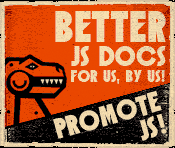 BETTER
JS DOCS
FOR US, BY US!
PROMOTE
JS!